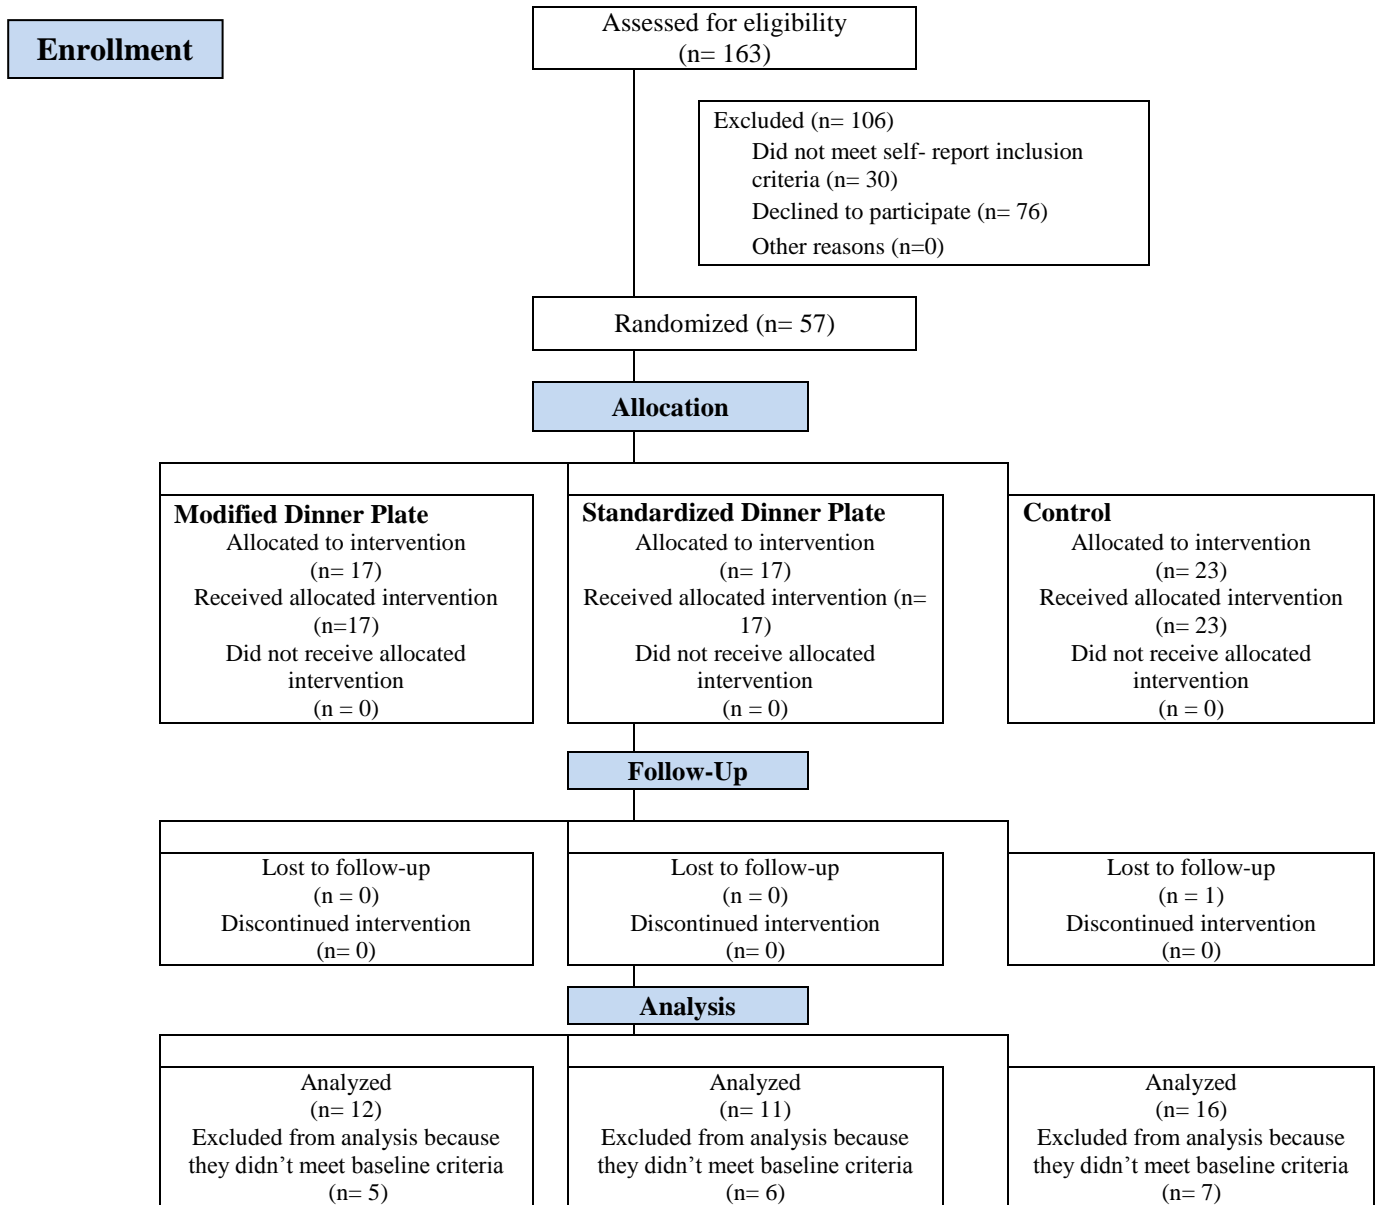 Enrollment
Assessed for eligibility
(n= 163)
Excluded (n= 106)
Did not meet self- report inclusion
criteria (n= 30)
Declined to participate (n= 76)
Other reasons (n=0)
Randomized (n= 57)
Allocation
Modified Dinner Plate
Allocated to intervention
(n= 17)
Received allocated intervention
(n=17)
Did not receive allocated
intervention
(n = 0)
Standardized Dinner Plate
Allocated to intervention
(n= 17)
Received allocated intervention (n=
17)
Did not receive allocated
intervention
(n = 0)
Control
Allocated to intervention
(n= 23)
Received allocated intervention
(n= 23)
Did not receive allocated
intervention
(n = 0)
Follow-Up
Lost to follow-up
(n = 0)
Discontinued intervention
(n= 0)
Lost to follow-up
(n = 0)
Discontinued intervention
(n= 0)
Lost to follow-up
(n = 1)
Discontinued intervention
(n= 0)
Analysis
Analyzed
(n= 12)
Excluded from analysis because
they didn’t meet baseline criteria
(n= 5)
Analyzed
(n= 11)
Excluded from analysis because
they didn’t meet baseline criteria
(n= 6)
Analyzed
(n= 16)
Excluded from analysis because
they didn’t meet baseline criteria
(n= 7)